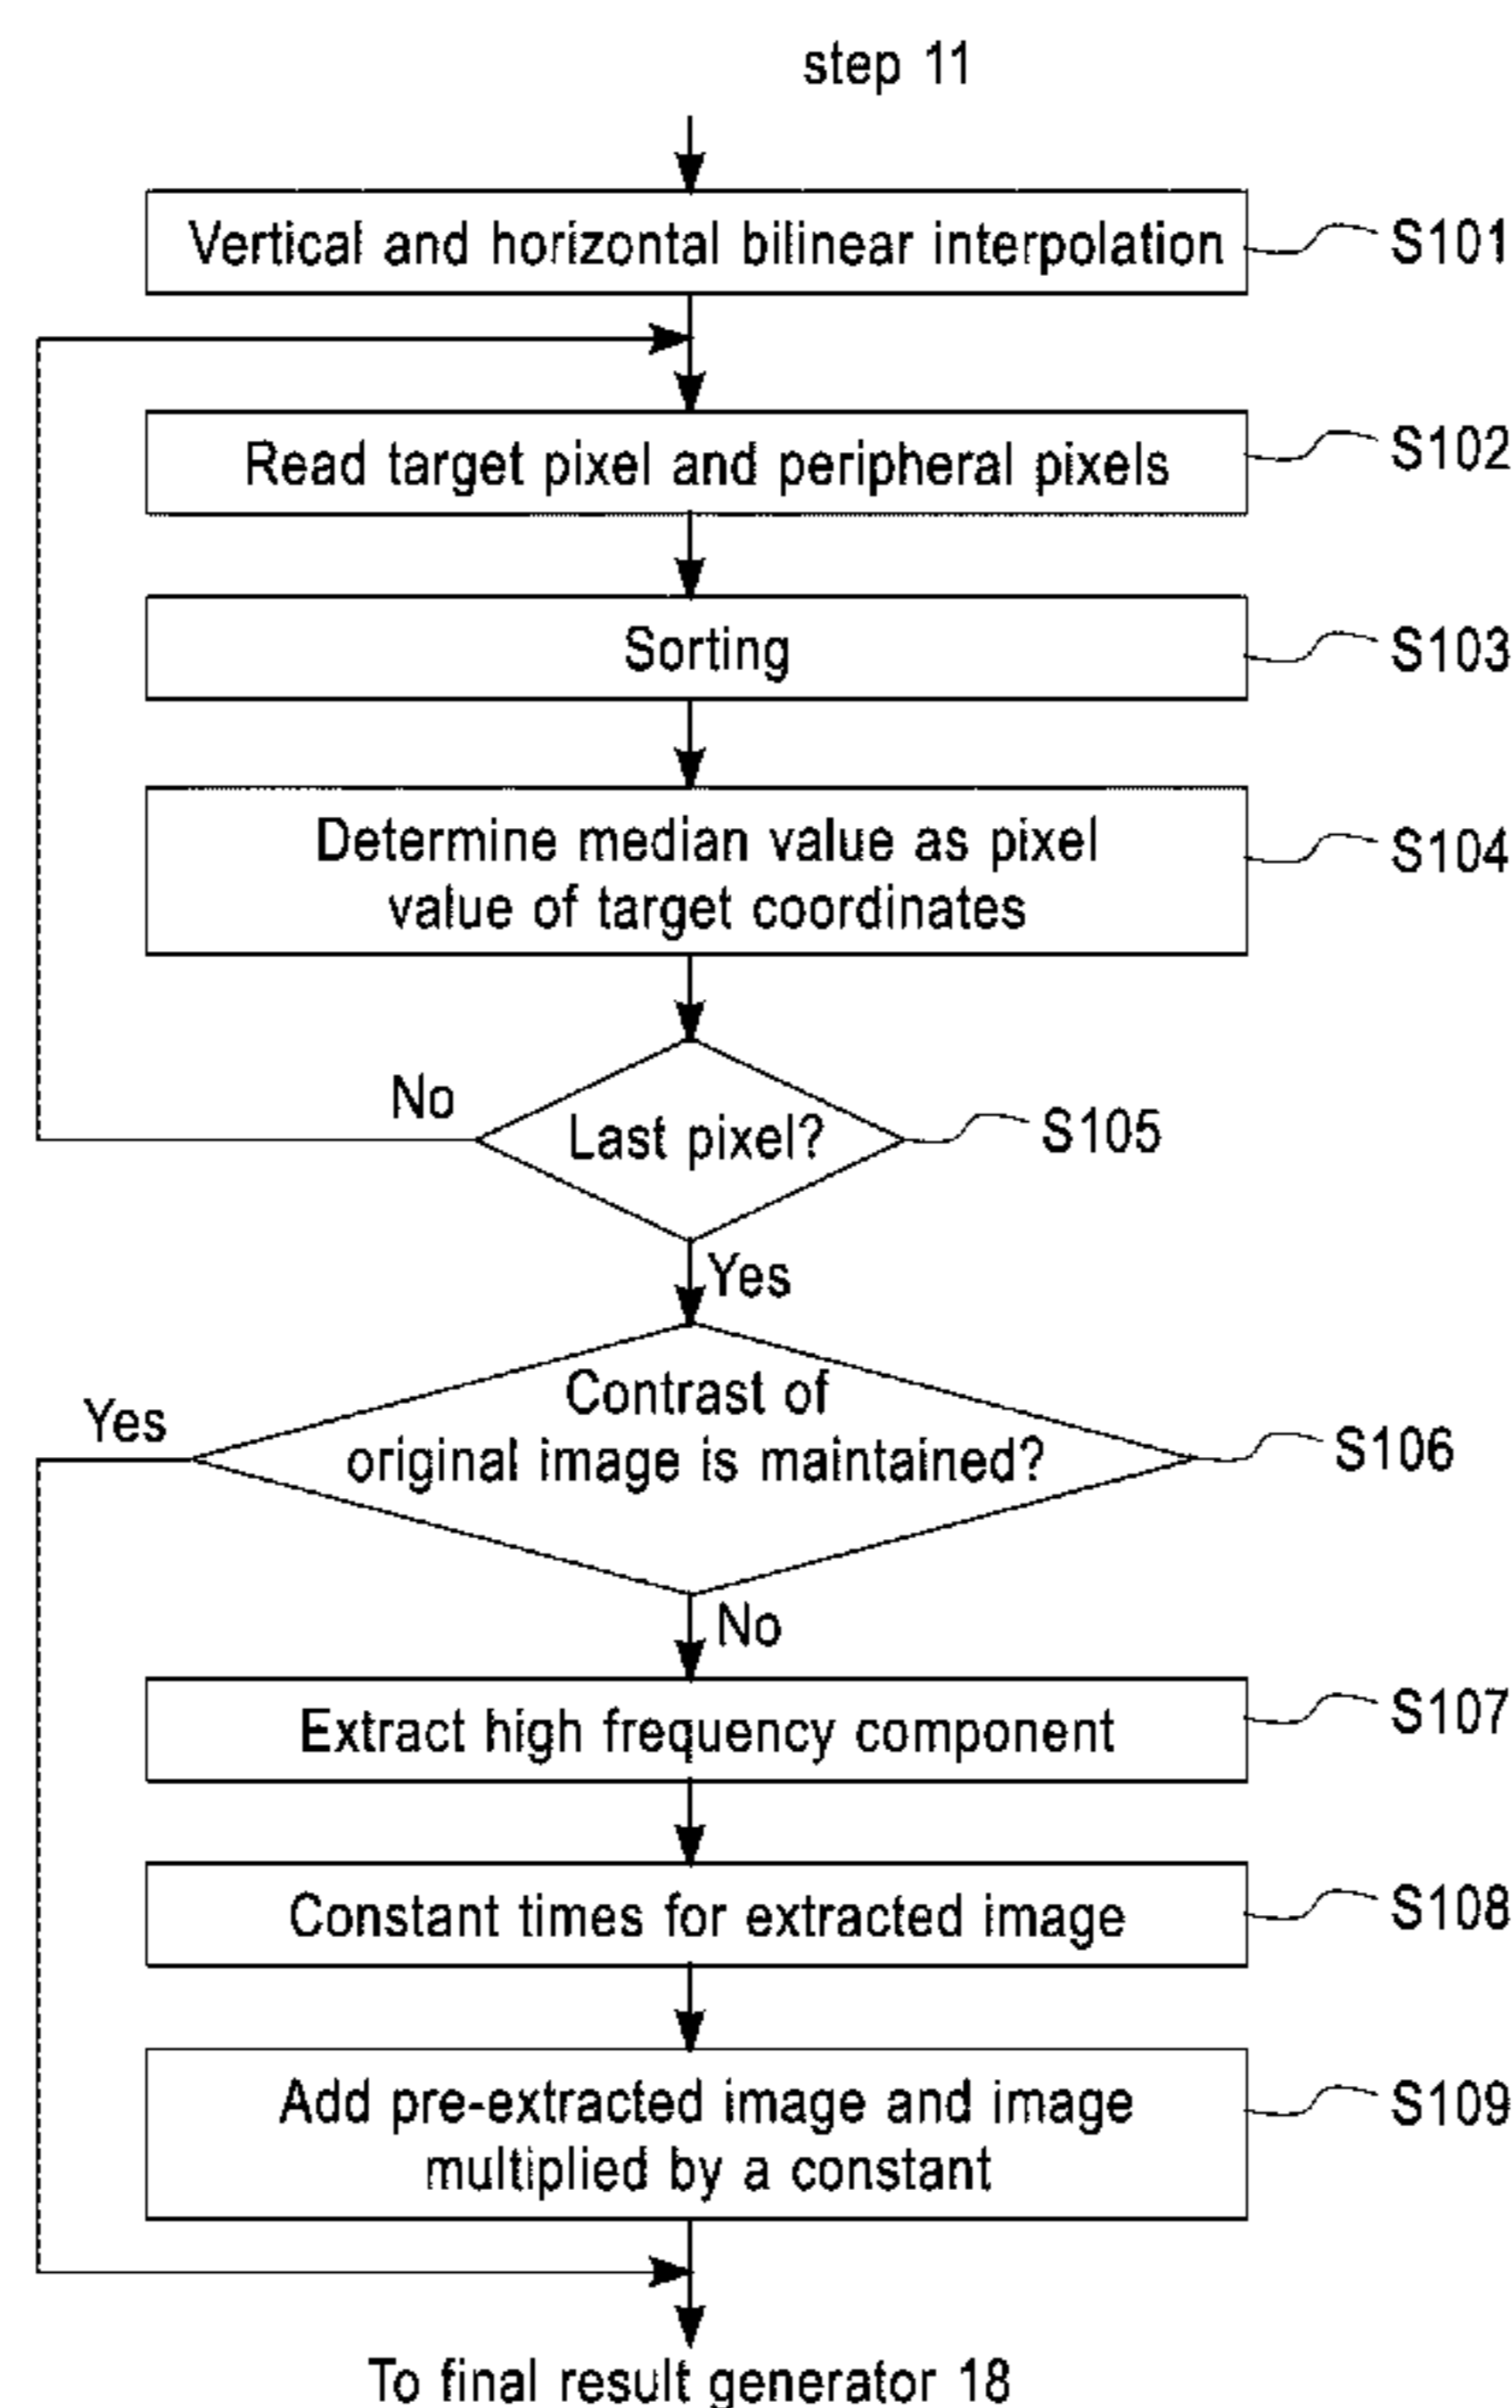 step 11
Vertical and horizontal bilinear interpolation
S101
Read target pixel and peripheral pixels
S102
Sorting
S103
Determine median value as pixel
value of target coordinates
S104
No
Last pixel?
S105
Yes
Yes
Contrast of
original image is maintained?
S106
No
Extract high frequency component
S107
Constant times for extracted image
S108
Add pre-extracted image and image
multiplied by a constant
S109
To final result generator 18